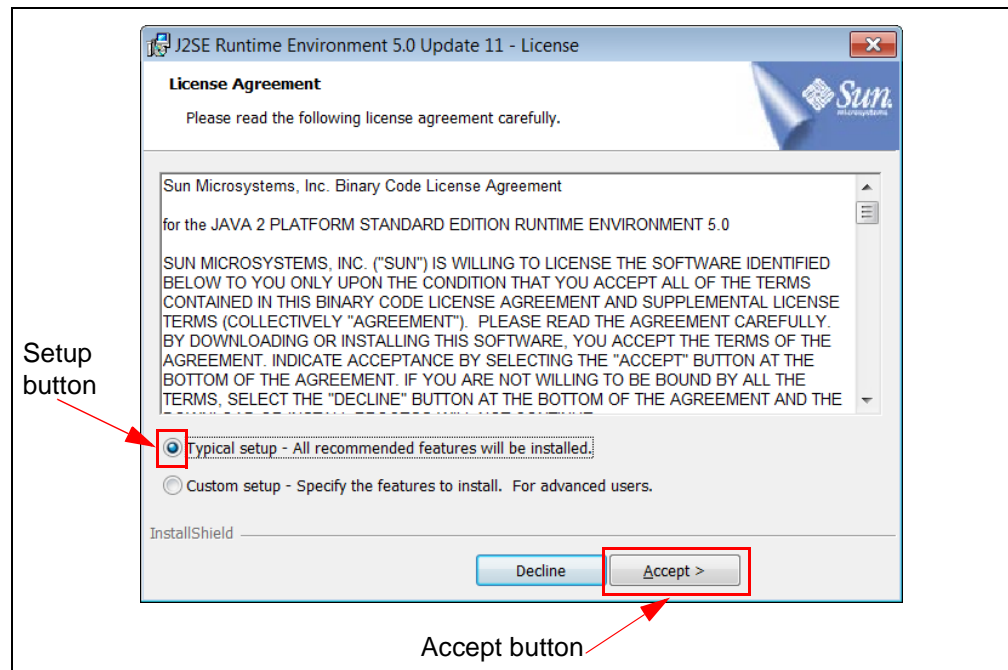 J2SE Runtime Environment 5.0 Update 11 - License
License Agreement
Please read the following license agreement carefully.
Sun
microsystems
Sun Microsystems, Inc. Binary Code License Agreement
for the JAVA 2 PLATFORM STANDARD EDITION RUNTIME ENVIRONMENT 5.0
SUN MICROSYSTEMS, INC. ("SUN") IS WILLING TO LICENSE THE SOFTWARE IDENTIFIED
BELOW TO YOU ONLY UPON THE CONDITION THAT YOU ACCEPT ALL OF THE TERMS
CONTAINED IN THIS BINARY CODE LICENSE AGREEMENT AND SUPPLEMENTAL LICENSE
TERMS (COLLECTIVELY "AGREEMENT"). PLEASE READ THE AGREEMENT CAREFULLY.
BY DOWNLOADING OR INSTALLING THIS SOFTWARE, YOU ACCEPT THE TERMS OF THE
AGREEMENT. INDICATE ACCEPTANCE BY SELECTING THE "ACCEPT" BUTTON AT THE
BOTTOM OF THE AGREEMENT. IF YOU ARE NOT WILLING TO BE BOUND BY ALL THE
TERMS, SELECT THE "DECLINE" BUTTON AT THE BOTTOM OF THE AGREEMENT AND THE
Setup
button
Typical setup - All recommended features will be installed.
Custom setup - Specify the features to install. For advanced users.
InstallShield
Decline
Accept >
Accept button